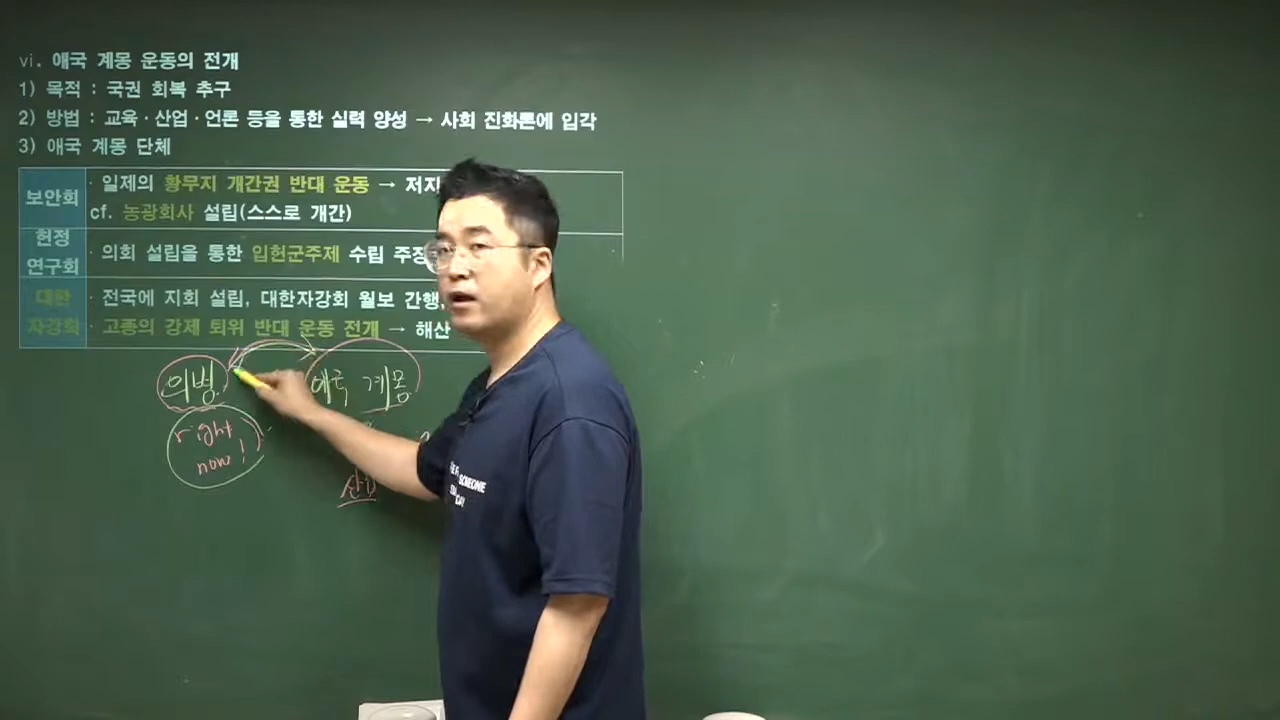 vi. 애국 계몽 운동의 전개
1) 목적 : 국권 회복 추구
2) 방법 : 교육·산업·언론 등을 통한 실력 양성 → 사회 진화론에 입각
3) 애국 계몽 단체
보안회
· 일제의 황무지 개간권 반대 운동 → 저지
cf. 농광회사 설립(스스로 개간)
헌정
연구회
· 의회 설립을 통한 입헌군주제 수립 주장
대한
자강회
· 전국에 지회 설립, 대한자강회 월보 간행,
· 고종의 강제 퇴위 반대 운동 전개 → 해산
의병 애국 계몽
right
now!
SOMEONE